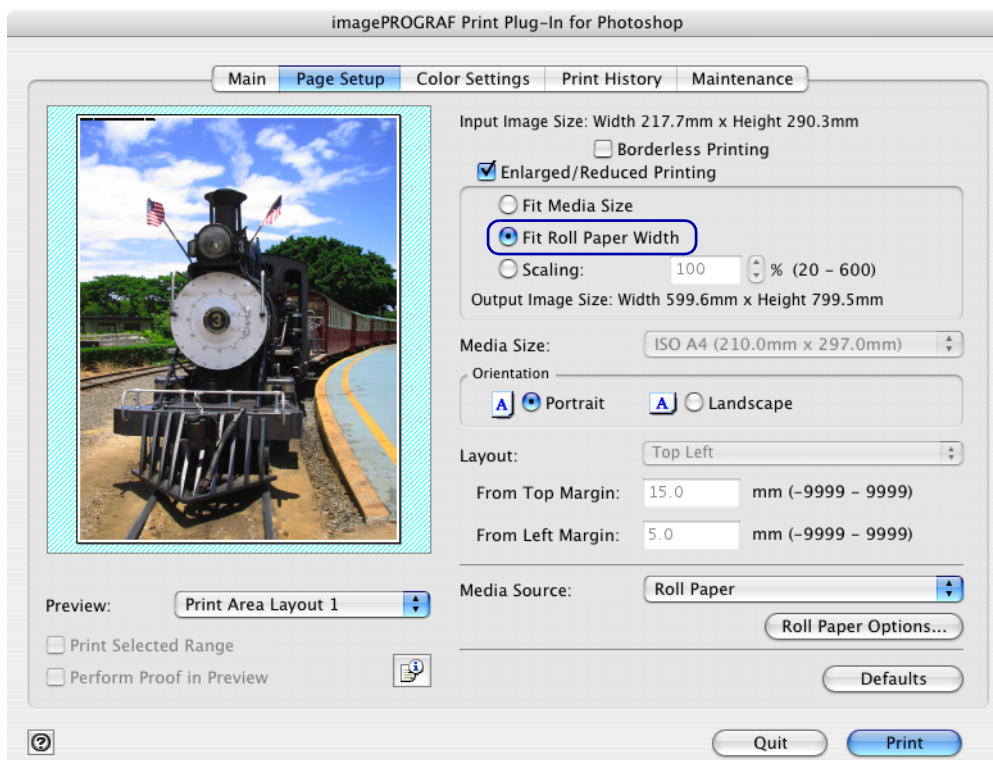 imagePROGRAF Print Plug-In for Photoshop
Main Page Setup Color Settings Print History Maintenance
Input Image Size: Width 217.7mm x Height 290.3mm
Borderless Printing
Enlarged/Reduced Printing
Fit Media Size
Fit Roll Paper Width
Scaling: 100 % (20 - 600)
Output Image Size: Width 599.6mm x Height 799.5mm
Media Size: ISO A4 (210.0mm x 297.0mm)
Orientation
A Portrait A Landscape
Layout: Top Left
From Top Margin: 15.0 mm (-9999 - 9999)
From Left Margin: 5.0 mm (-9999 - 9999)
Media Source: Roll Paper
Roll Paper Options...
Defaults
3
Preview: Print Area Layout 1
Print Selected Range
Perform Proof in Preview
? Quit Print